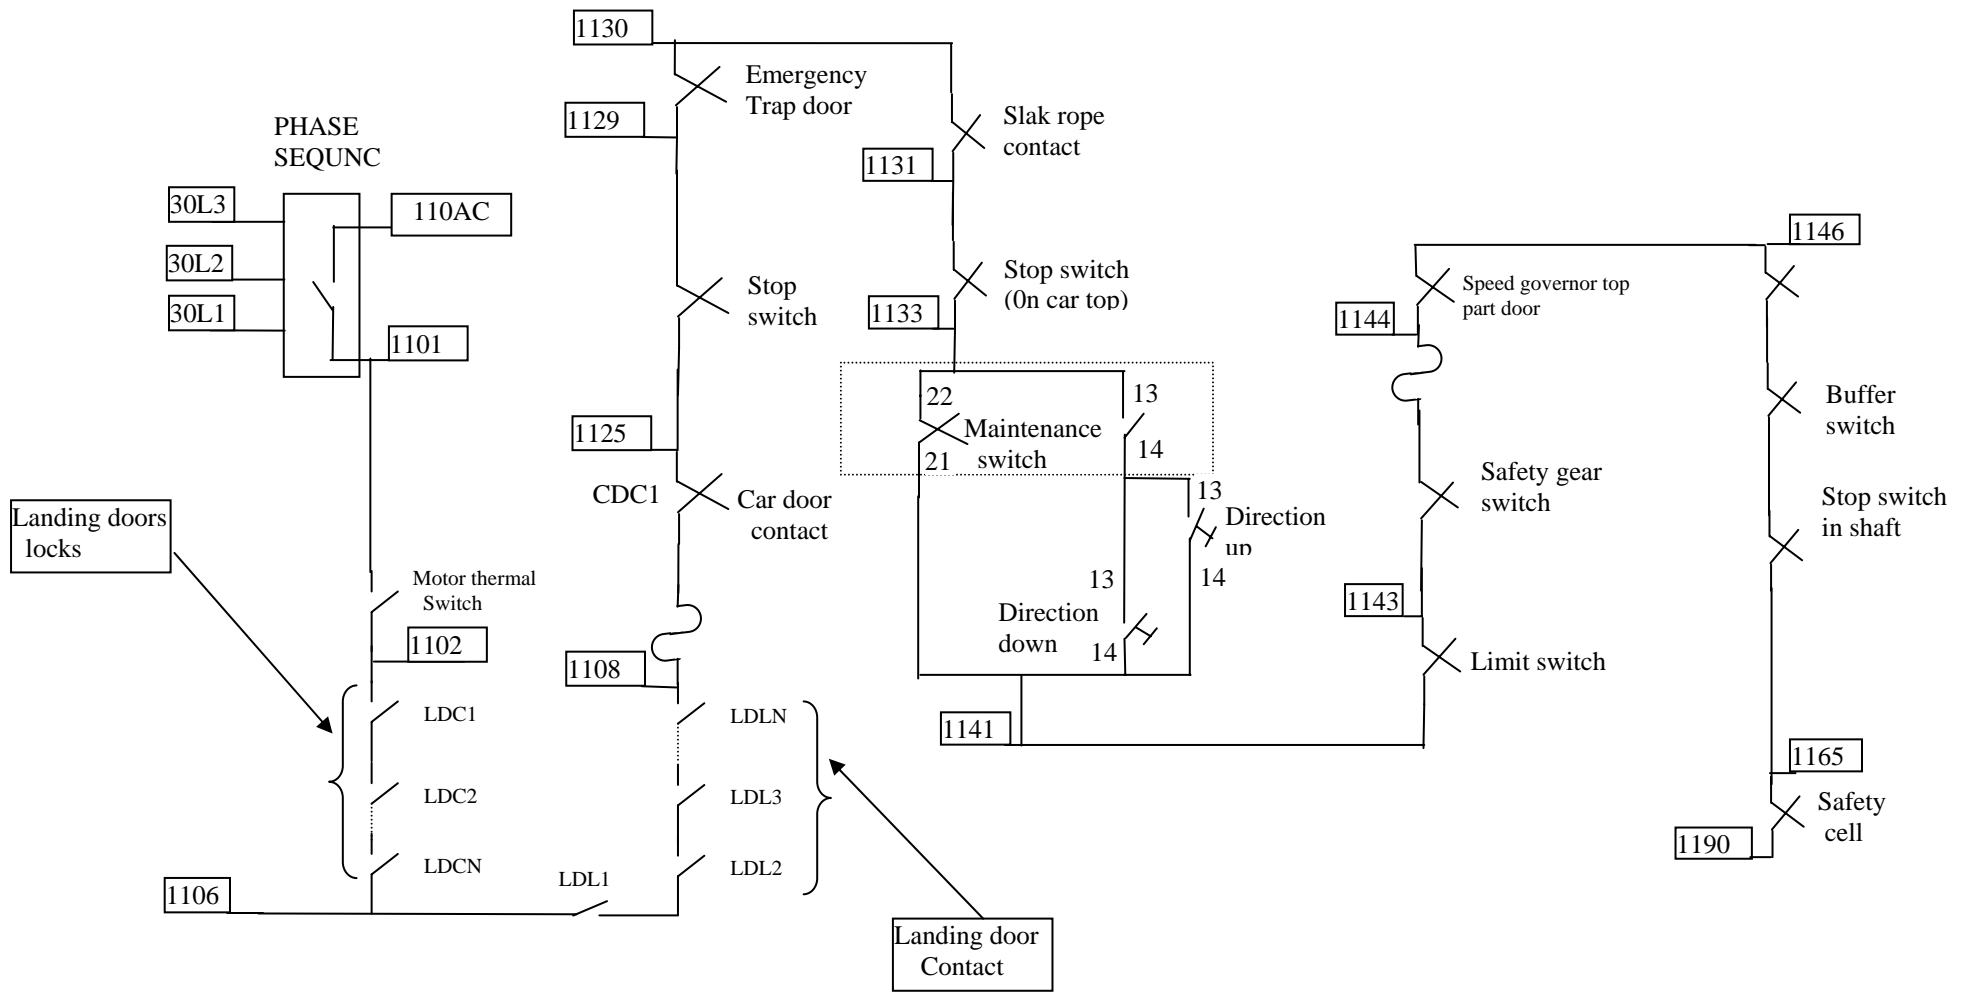 1130
Emergency
Trap door
1129
PHASE
SEQUNC
30L3
110AC
30L2
30L1
1101
Stop
switch
1125
CDC1
Car door
contact
Landing doors
locks
Motor thermal
Switch
1102
1108
LDC1
LDC2
LDCN
1106
LDL1
LDLN
LDL3
LDL2
Landing door
Contact
Slak rope
contact
1131
Stop switch
(0n car top)
1133
22
Maintenance
switch
21
13
14
13
Direction
up
14
13
Direction
down
14
1141
1146
Speed governor top
part door
1144
Safety gear
switch
1143
Limit switch
Buffer
switch
Stop switch
in shaft
1165
Safety
cell
1190